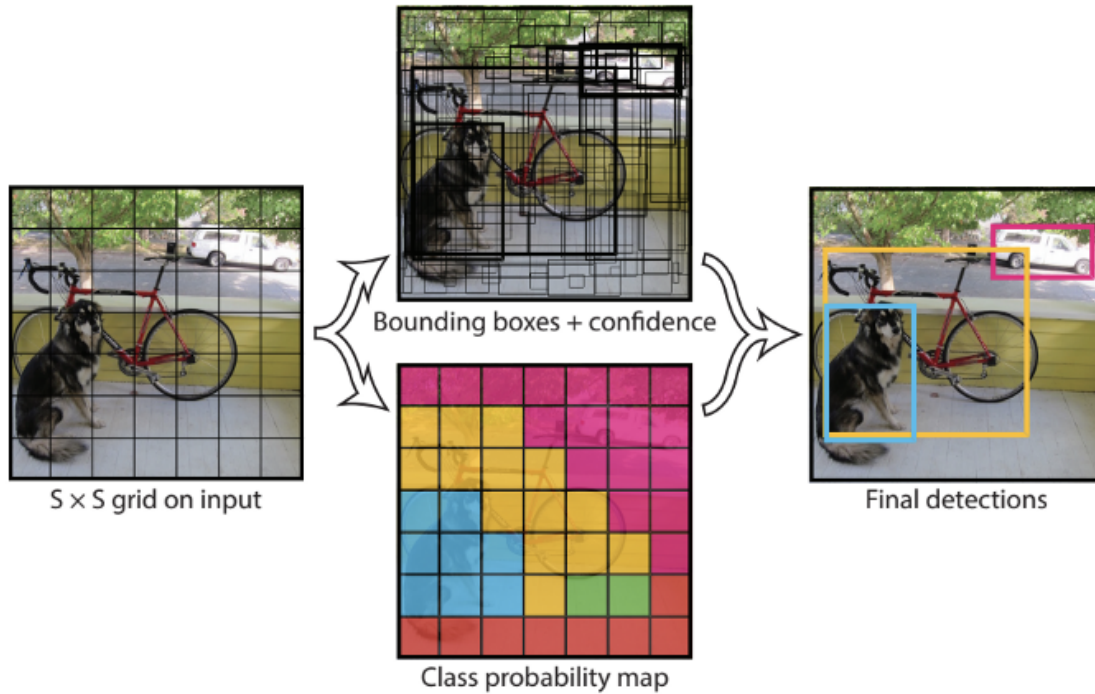 Bounding boxes + confidence
S × S grid on input
Final detections
Class probability map